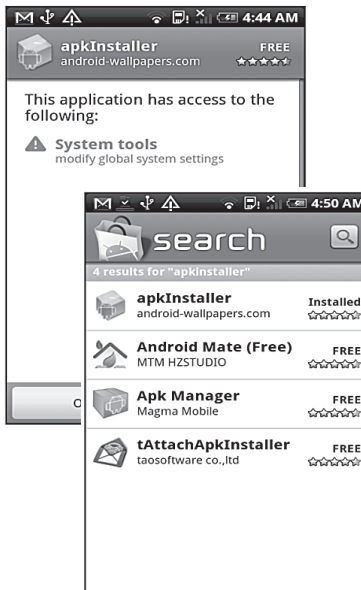 4:44 AM
apkInstaller
FREE
android-wallpapers.com
This application has access to the
following:
System tools
modify global system settings
O
4:50 AM
search
4 results for "apkinstaller"
apkInstaller
Installed
android-wallpapers.com
Android Mate (Free)
FREE
MTM HZSTUDIO
Apk Manager
FREE
Magma Mobile
tAttachApkInstaller
FREE
taosoftware co.,ltd